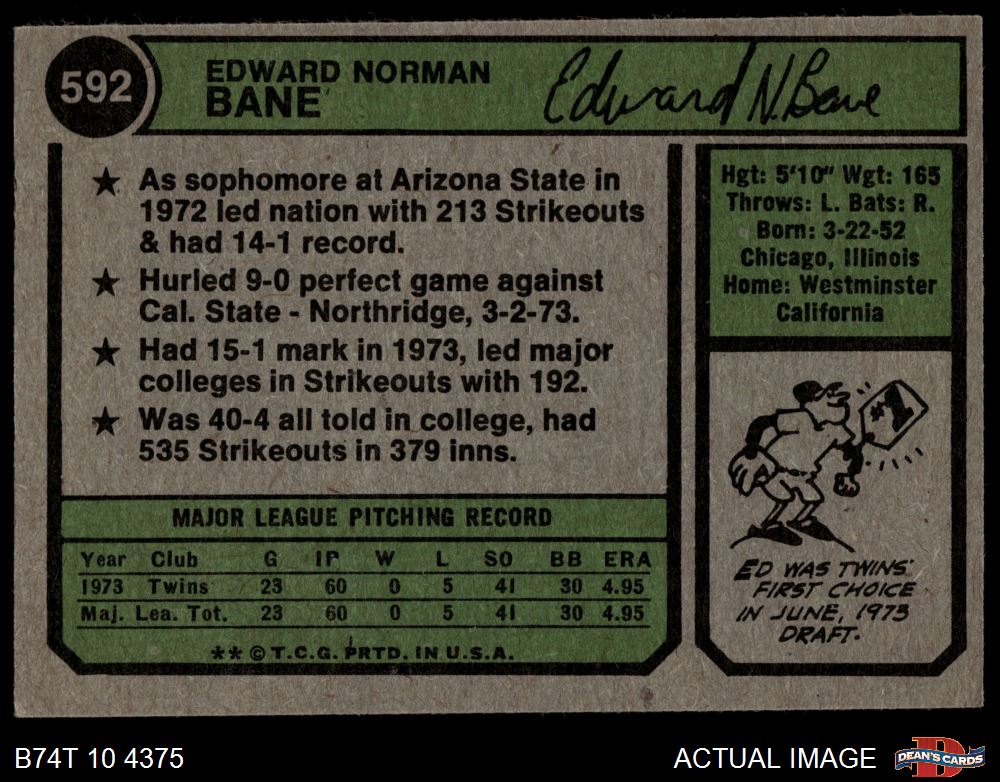 592
EDWARD NORMAN
BANE
Edward N. Bane
★ As sophomore at Arizona State in
1972 led nation with 213 Strikeouts
& had 14-1 record.
★ Hurled 9-0 perfect game against
Cal. State - Northridge, 3-2-73.
★ Had 15-1 mark in 1973, led major
colleges in Strikeouts with 192.
★ Was 40-4 all told in college, had
535 Strikeouts in 379 inns.
Hgt: 5'10" Wgt: 165
Throws: L. Bats: R.
Born: 3-22-52
Chicago, Illinois
Home: Westminster
California
#1
ED WAS TWINS'
FIRST CHOICE
IN JUNE, 1973
DRAFT.
MAJOR LEAGUE PITCHING RECORD
Year Club G IP W L SO BB ERA
1973 Twins 23 60 0 5 41 30 4.95
Maj. Lea. Tot. 23 60 0 5 41 30 4.95
** © T.C.G. PRTD. IN U.S.A.
B74T 10 4375
ACTUAL IMAGE
D
DEAN'S CARDS